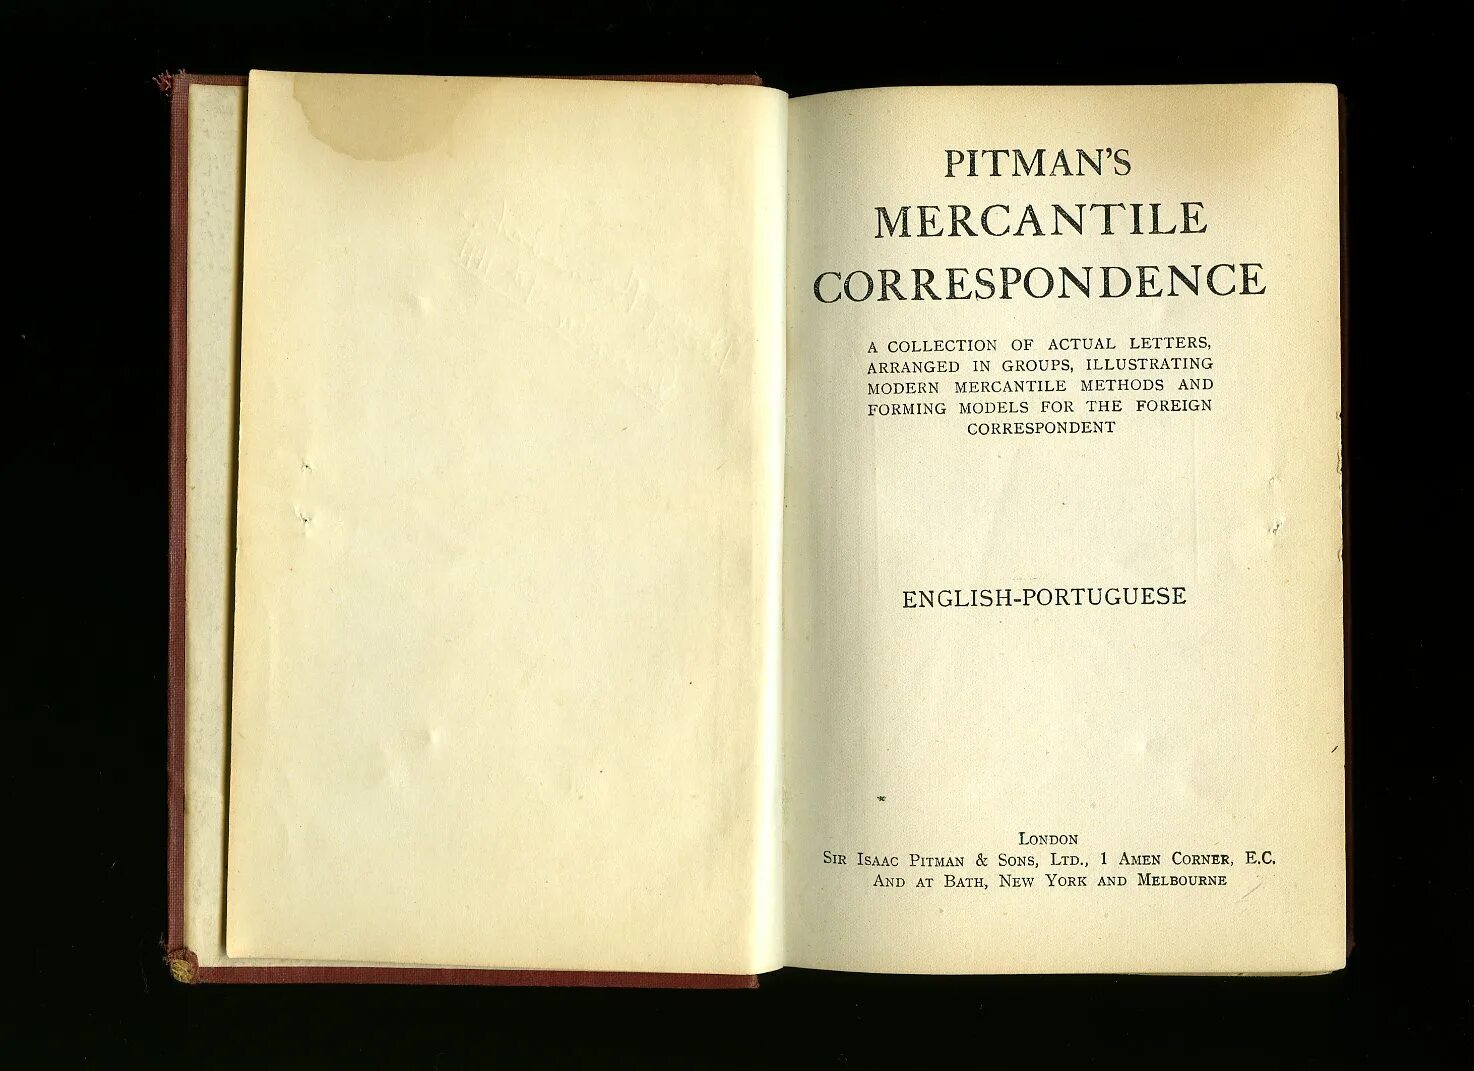 PITMAN'S
MERCANTILE
CORRESPONDENCE
A COLLECTION OF ACTUAL LETTERS,
ARRANGED IN GROUPS, ILLUSTRATING
MODERN MERCANTILE METHODS AND
FORMING MODELS FOR THE FOREIGN
CORRESPONDENT
ENGLISH-PORTUGUESE
LONDON
SIR ISAAC PITMAN & SONS, LTD., 1 AMEN CORNER, E.C.
AND AT BATH, NEW YORK AND MELBOURNE